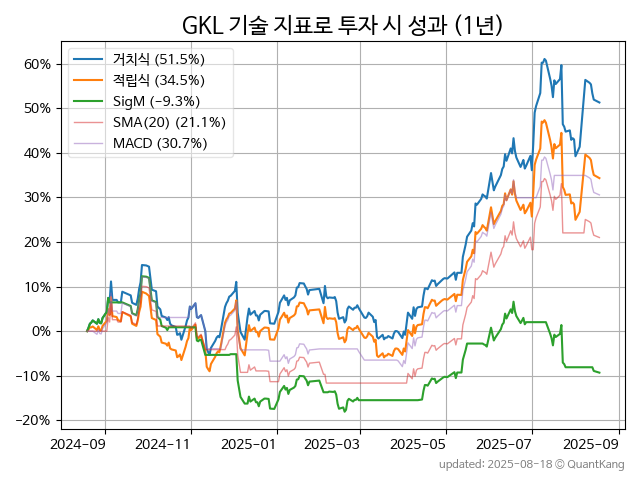 GKL 기술 지표로 투자 시 성과 (1년)
거치식 (51.5%)
적립식 (34.5%)
SigM (−9.3%)
SMA(20) (21.1%)
MACD (30.7%)
60%
50%
40%
30%
20%
10%
0%
−10%
−20%
2024-09 2024-11 2025-01 2025-03 2025-05 2025-07 2025-09
updated: 2025-08-18 © QuantKang